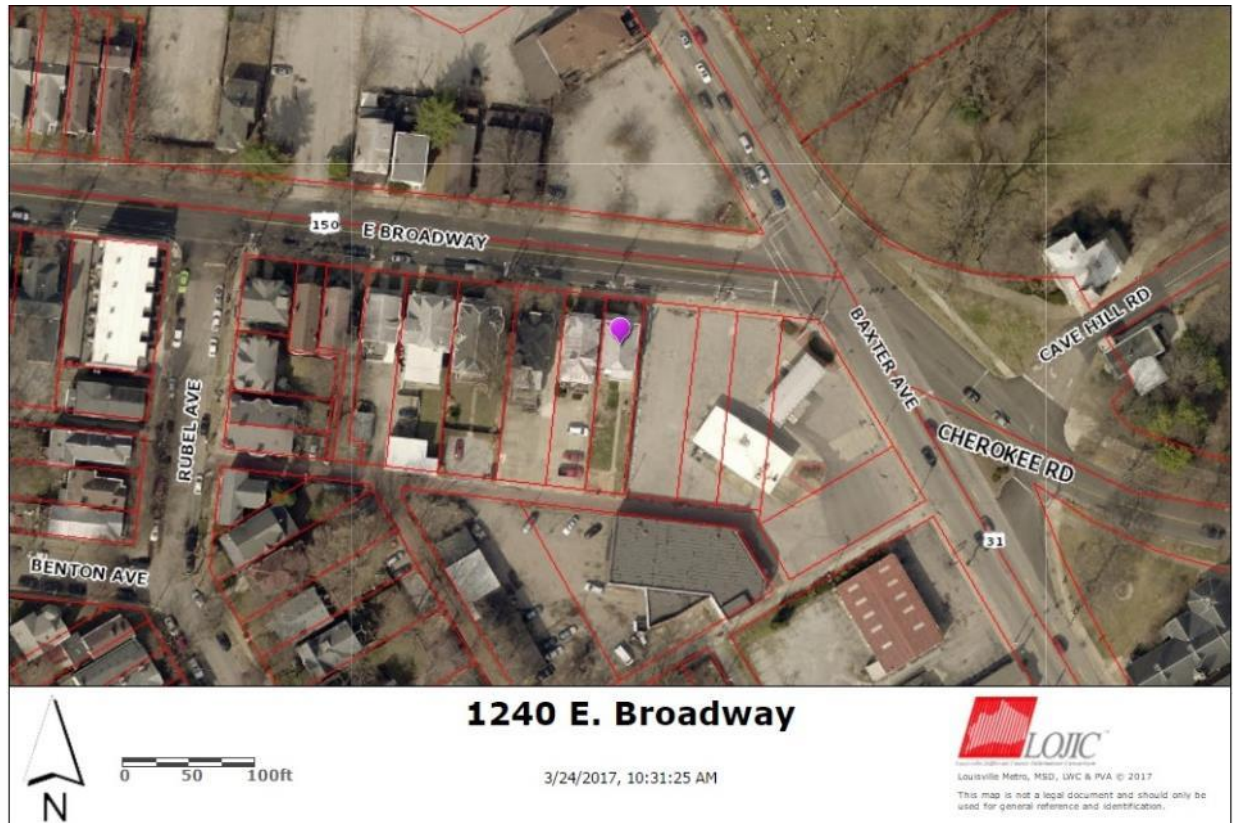 150
E BROADWAY
RUBEL AVE
BENTON AVE
BAXTER AVE
CAVE HILL RD
CHEROKEE RD
31
1240 E. Broadway
0 50 100ft
N
3/24/2017, 10:31:25 AM
LOJIC
Louisville Metro, MSD, LWC & PVA © 2017
This map is not a legal document and should only be
used for general reference and identification.